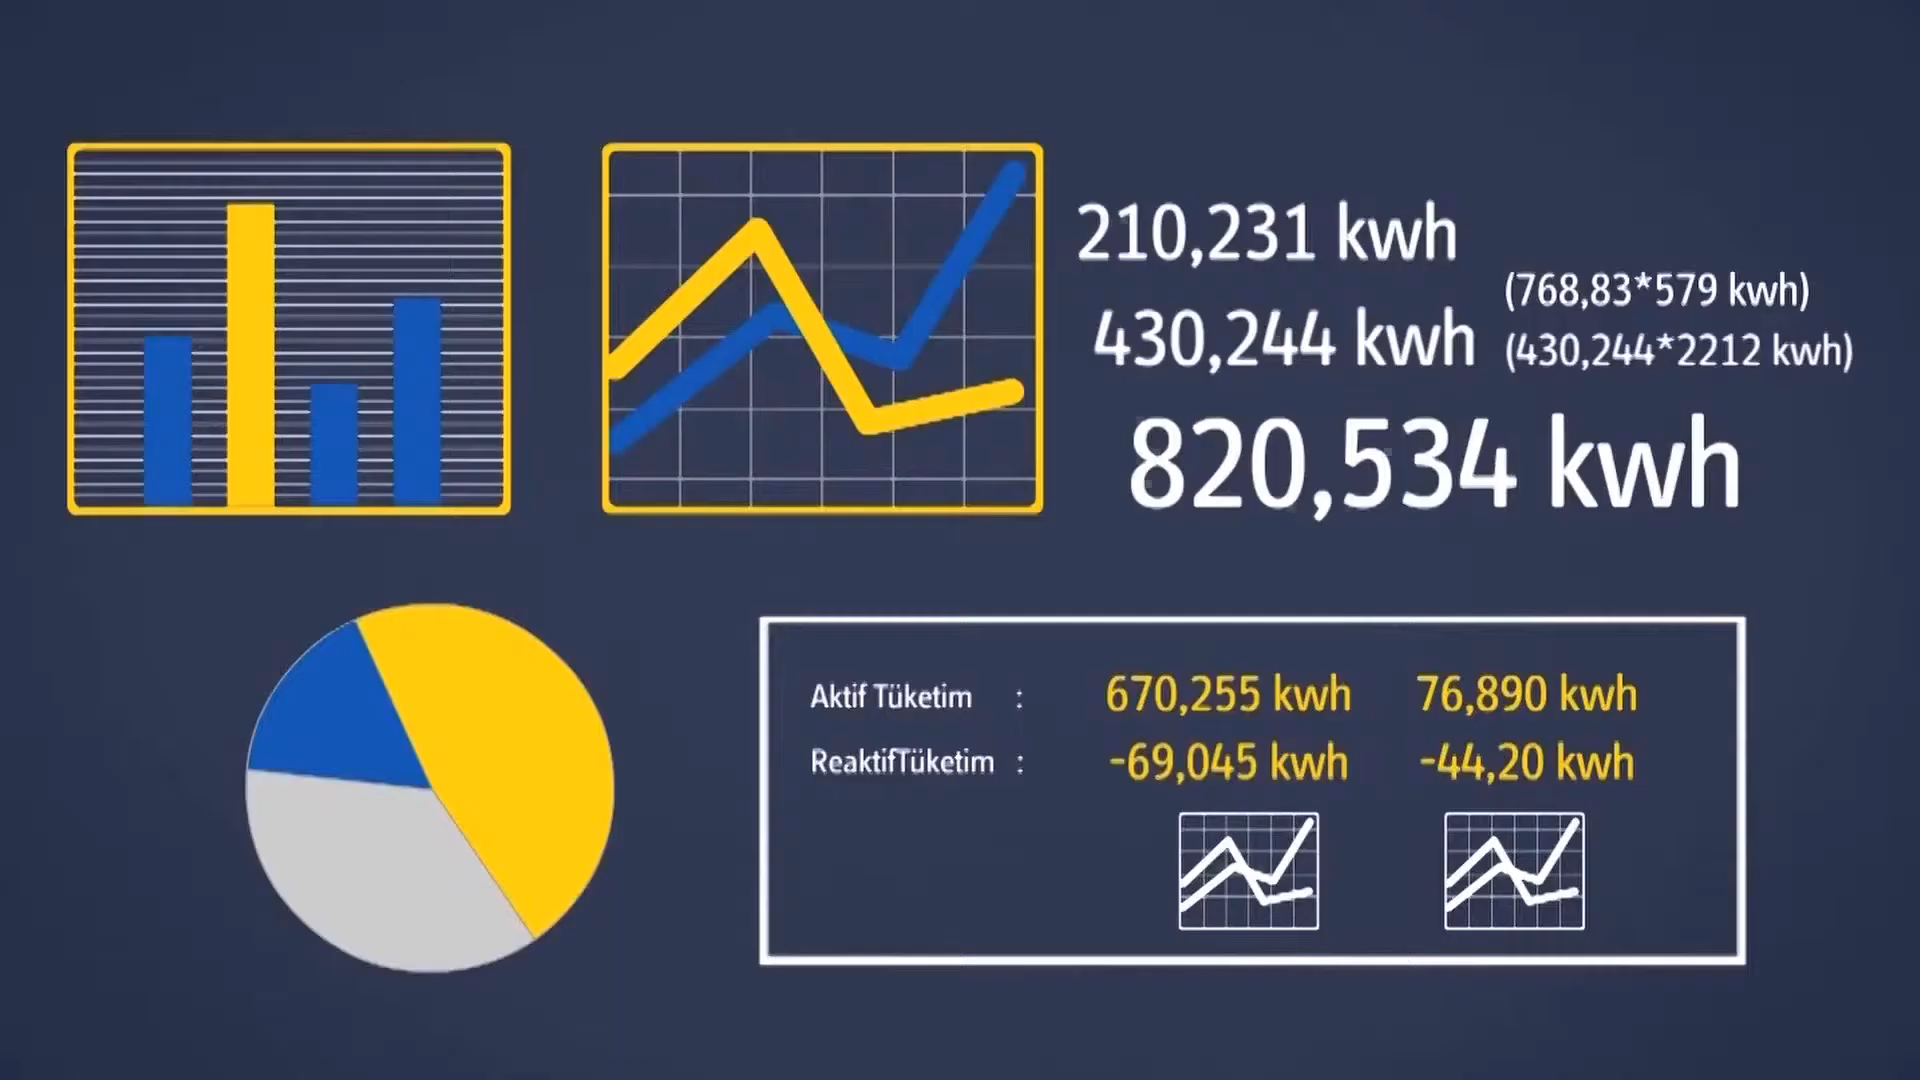 210,231 kwh
(768,83*579 kwh)
430,244 kwh
(430,244*2212 kwh)
820,534 kwh
Aktif Tüketim : 670,255 kwh 76,890 kwh
ReaktifTüketim : -69,045 kwh -44,20 kwh